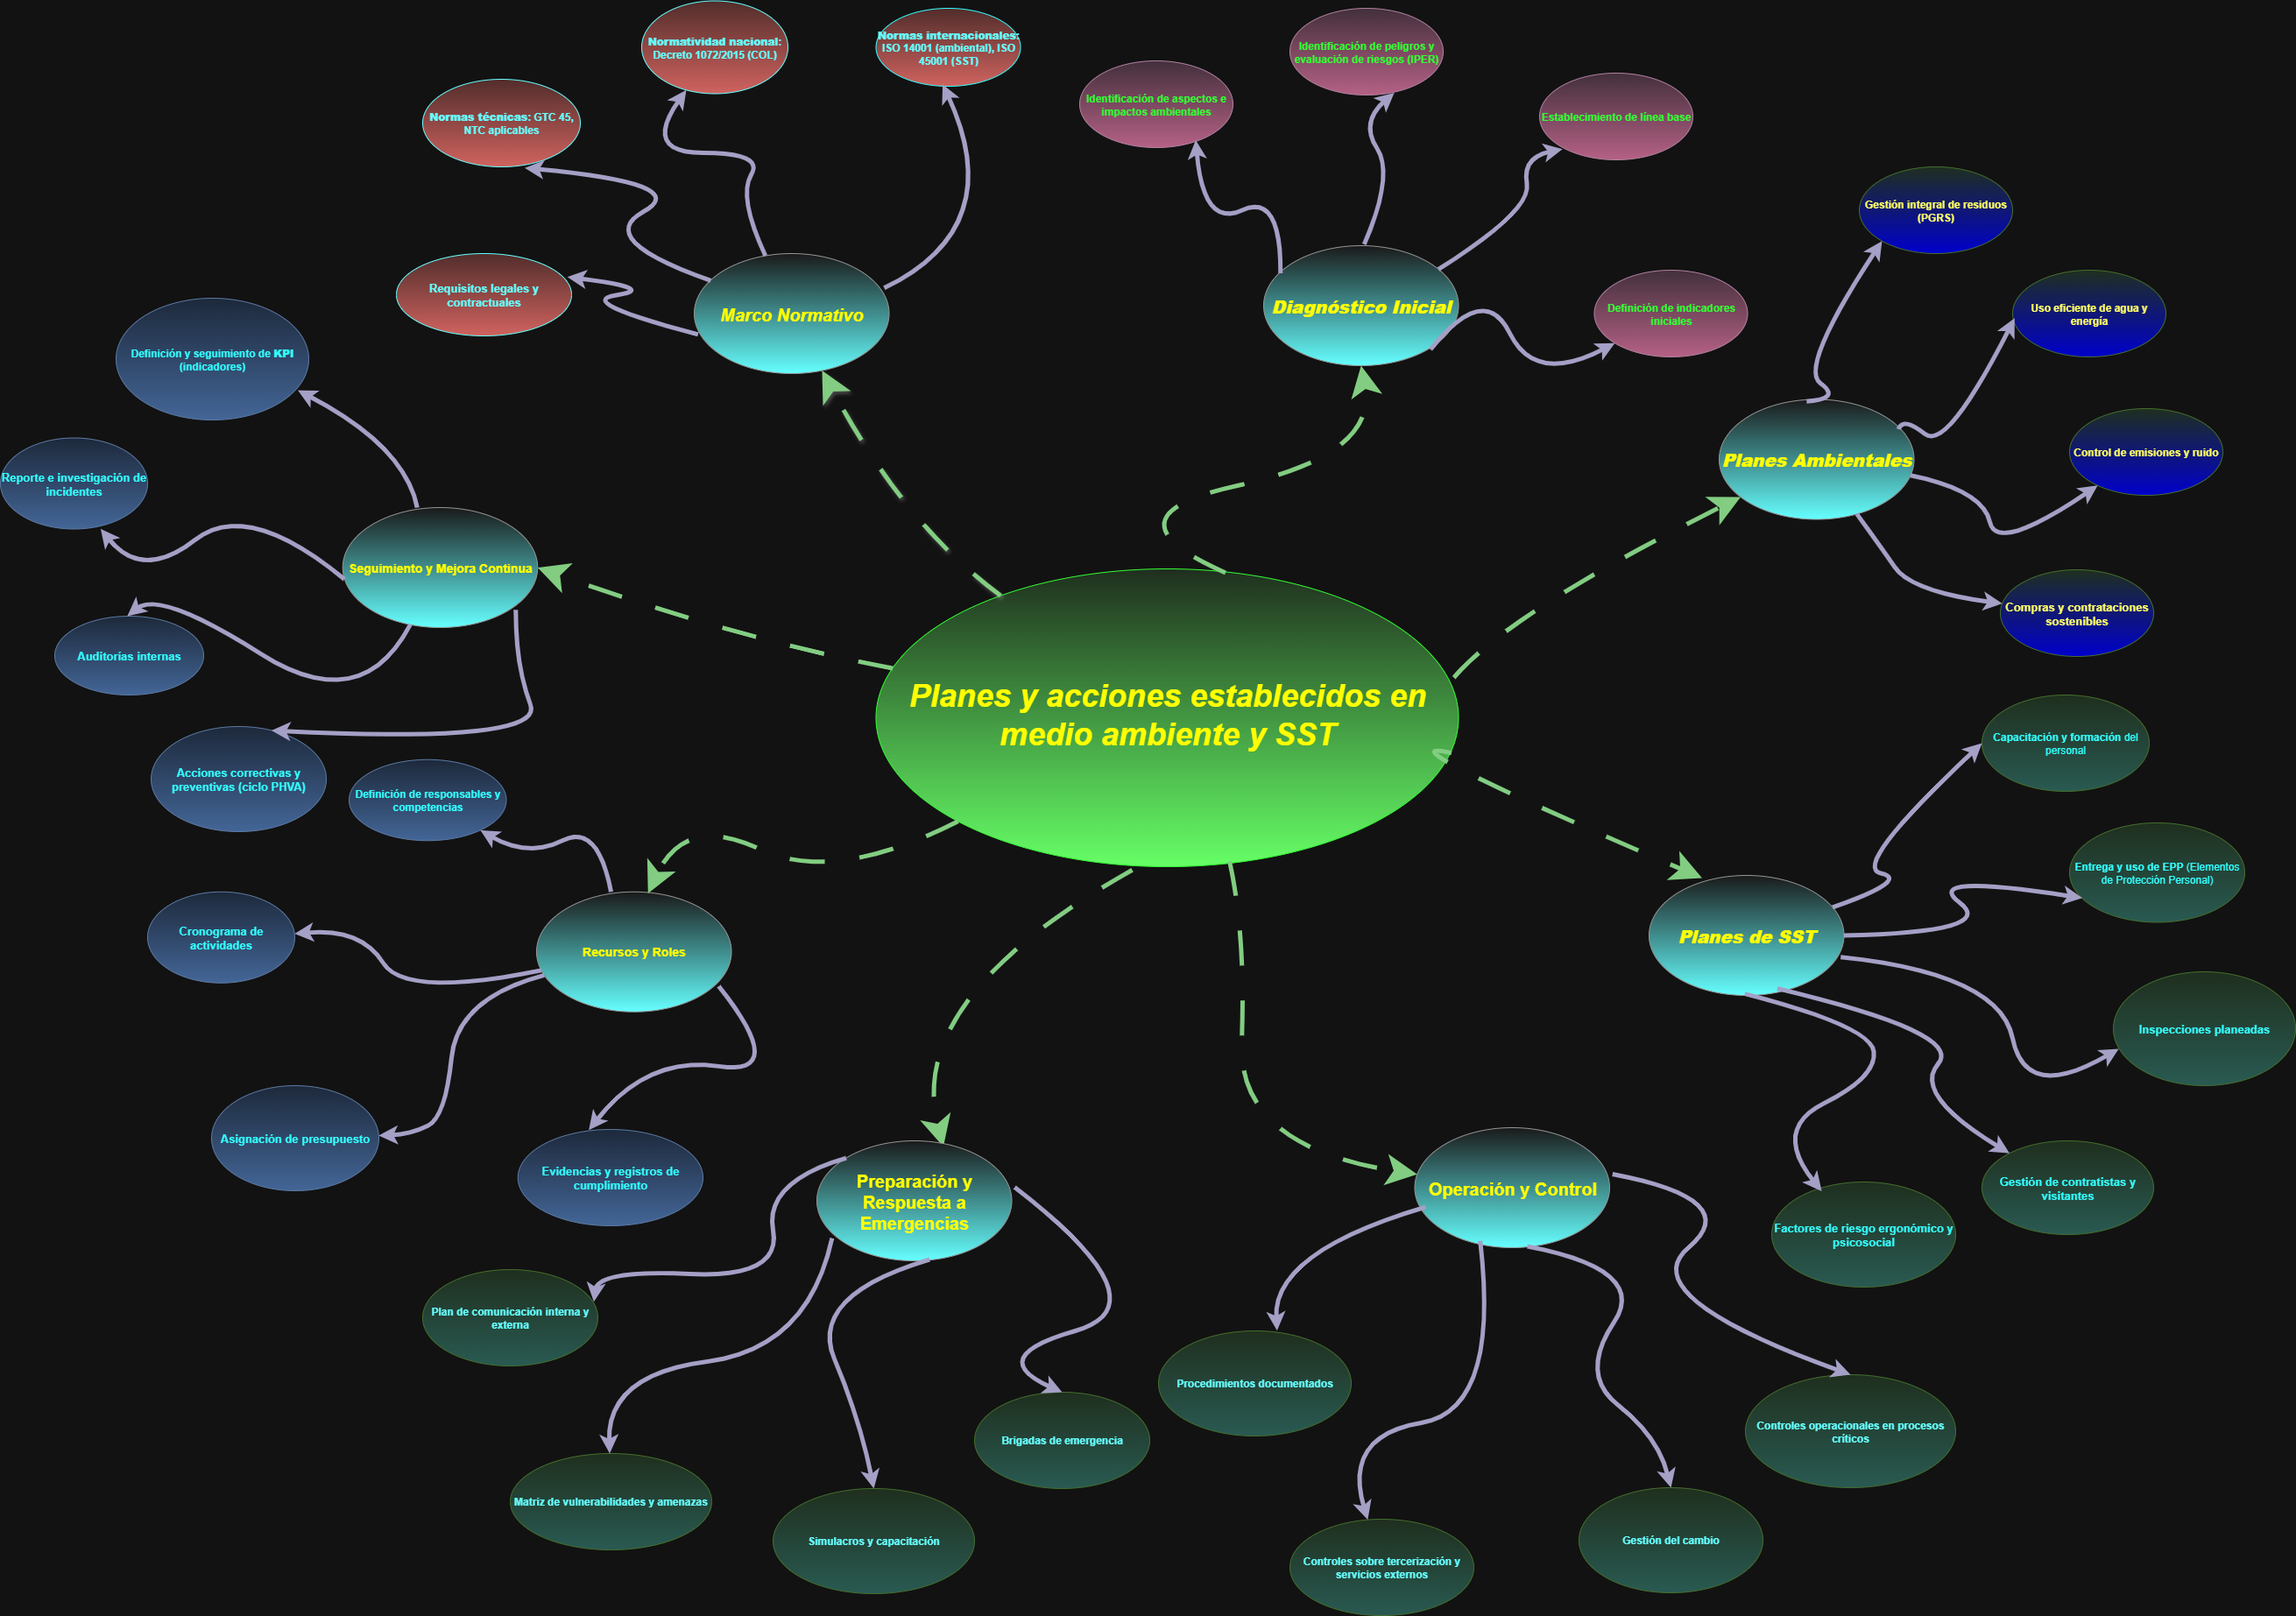 Planes y acciones establecidos en
medio ambiente y SST
Marco Normativo
Normas internacionales:
ISO 14001 (ambiental), ISO
45001 (SST)
Normatividad nacional:
Decreto 1072/2015 (COL)
Normas técnicas: GTC 45,
NTC aplicables
Requisitos legales y
contractuales
Diagnóstico Inicial
Identificación de aspectos e
impactos ambientales
Identificación de peligros y
evaluación de riesgos (IPER)
Establecimiento de línea base
Definición de indicadores
iniciales
Planes Ambientales
Gestión integral de residuos
(PGRS)
Uso eficiente de agua y
energía
Control de emisiones y ruido
Compras y contrataciones
sostenibles
Planes de SST
Capacitación y formación del
personal
Entrega y uso de EPP (Elementos
de Protección Personal)
Inspecciones planeadas
Gestión de contratistas y
visitantes
Factores de riesgo ergonómico y
psicosocial
Operación y Control
Controles operacionales en procesos
críticos
Gestión del cambio
Controles sobre tercerización y
servicios externos
Procedimientos documentados
Preparación y
Respuesta a
Emergencias
Brigadas de emergencia
Simulacros y capacitación
Matriz de vulnerabilidades y amenazas
Plan de comunicación interna y
externa
Recursos y Roles
Definición de responsables y
competencias
Cronograma de
actividades
Asignación de presupuesto
Evidencias y registros de
cumplimiento
Seguimiento y Mejora Continua
Definición y seguimiento de KPI
(indicadores)
Reporte e investigación de
incidentes
Auditorías internas
Acciones correctivas y
preventivas (ciclo PHVA)